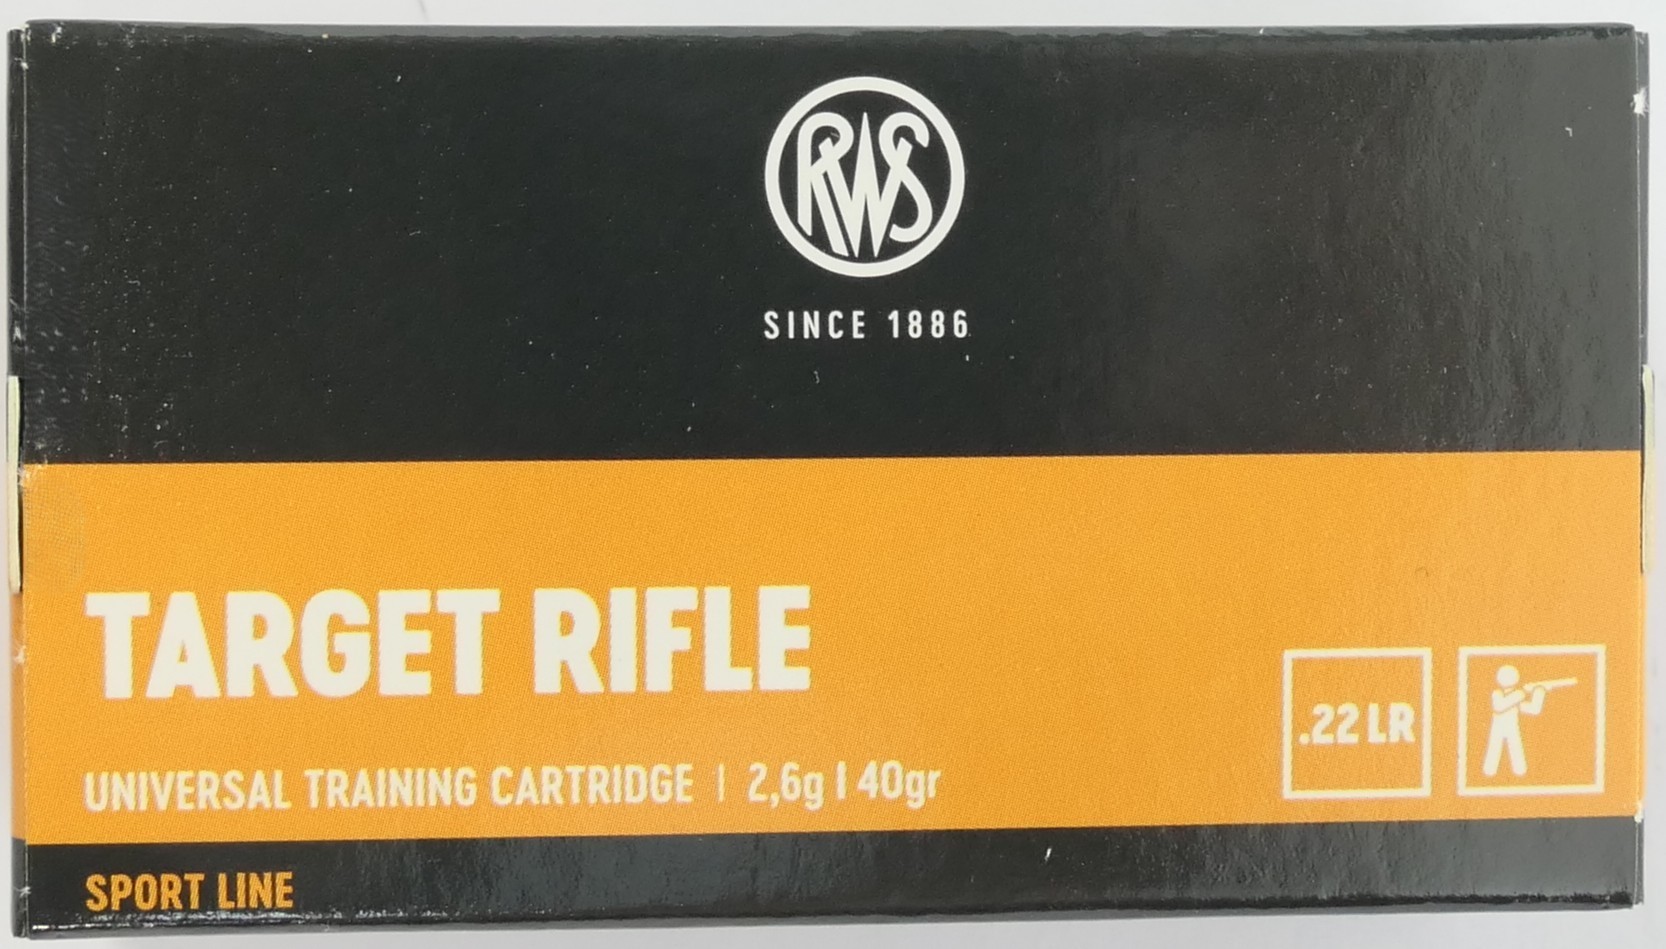 RWS
SINCE 1886
TARGET RIFLE
.22 LR
UNIVERSAL TRAINING CARTRIDGE | 2,6g | 40gr
SPORT LINE